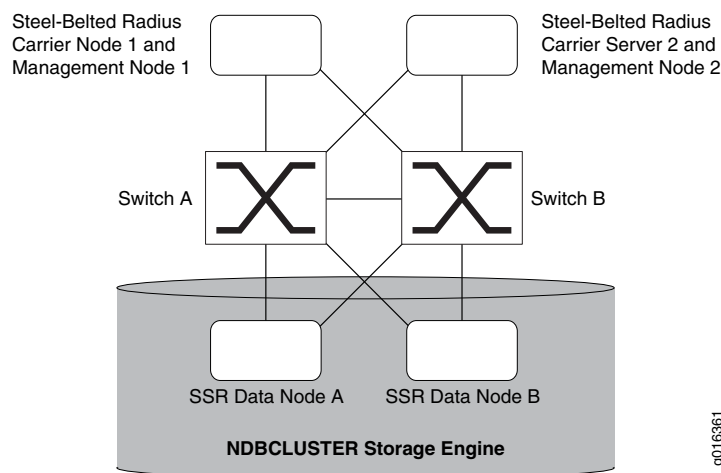 Steel-Belted Radius
Carrier Node 1 and
Management Node 1
Steel-Belted Radius
Carrier Server 2 and
Management Node 2
Switch A
Switch B
SSR Data Node A
SSR Data Node B
NDBCLUSTER Storage Engine
g016361